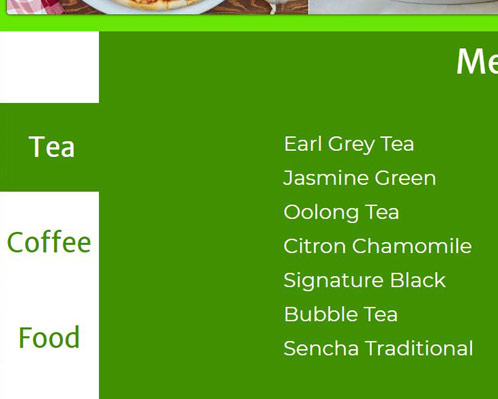 Me
Tea
Earl Grey Tea
Jasmine Green
Oolong Tea
Coffee
Citron Chamomile
Signature Black
Bubble Tea
Food
Sencha Traditional